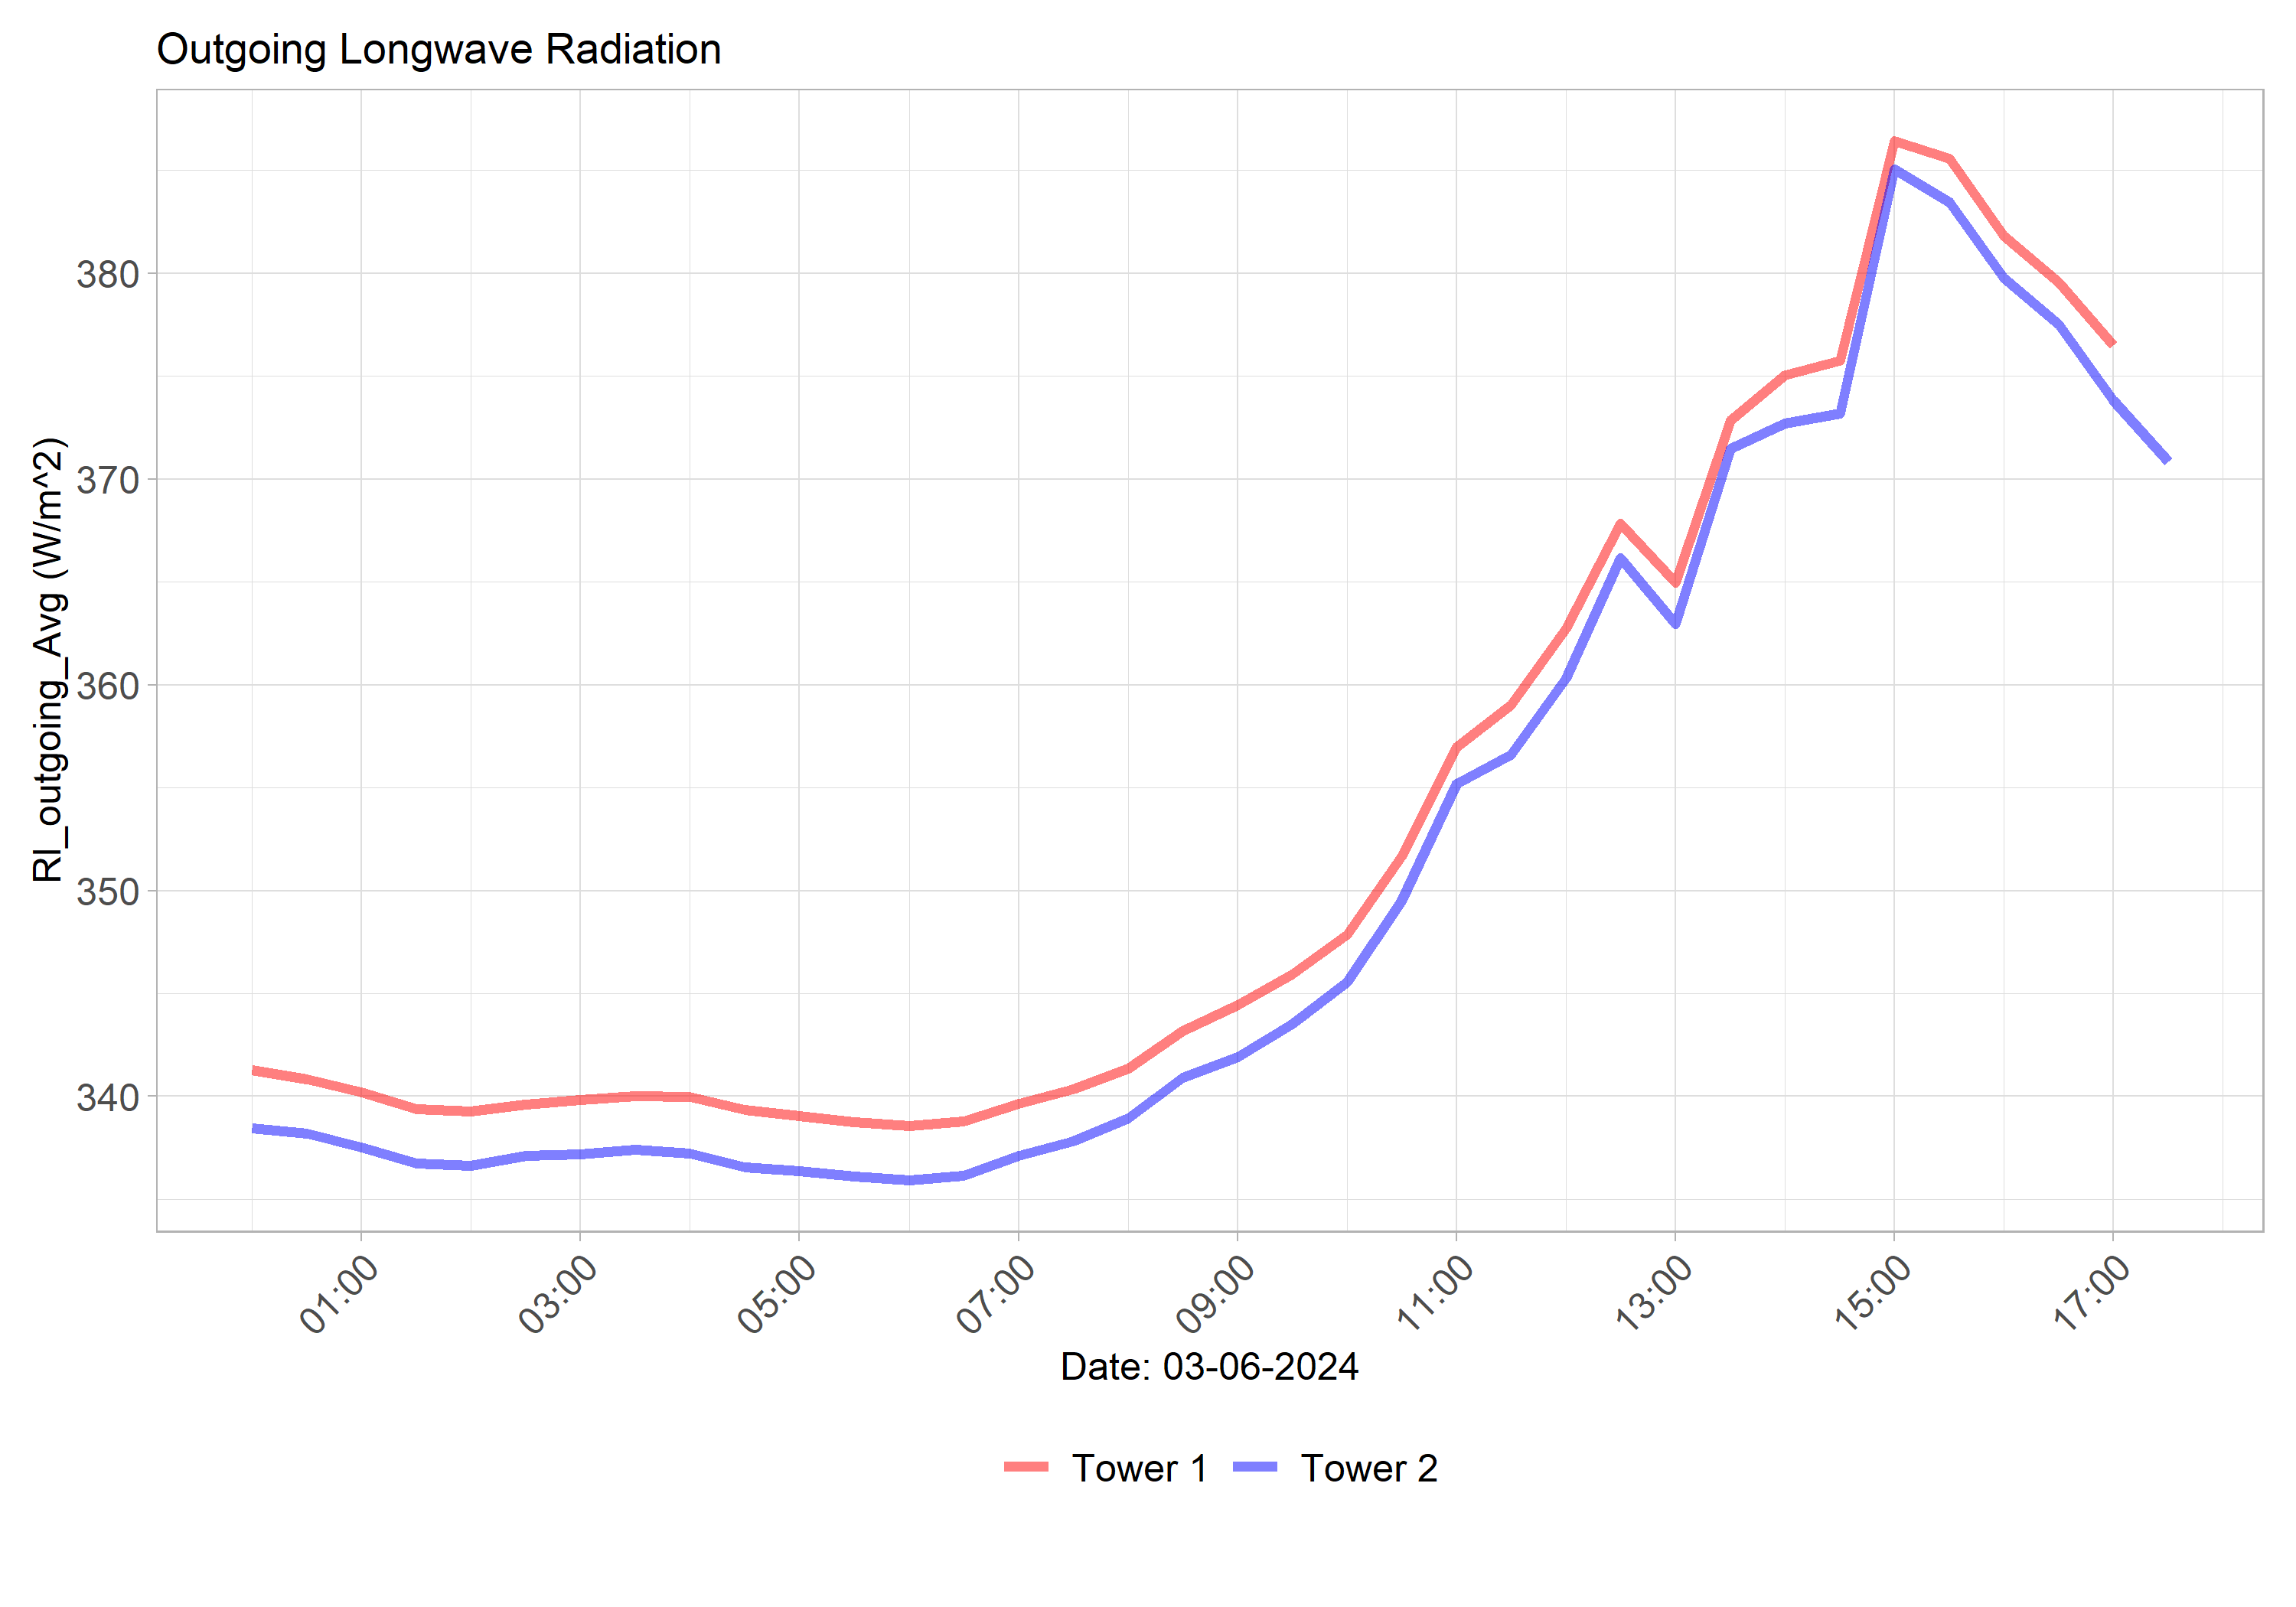 Outgoing Longwave Radiation
Rl_outgoing_Avg (W/m^2)
380
370
360
350
340
01:00 03:00 05:00 07:00 09:00 11:00 13:00 15:00 17:00
Date: 03-06-2024
Tower 1 Tower 2